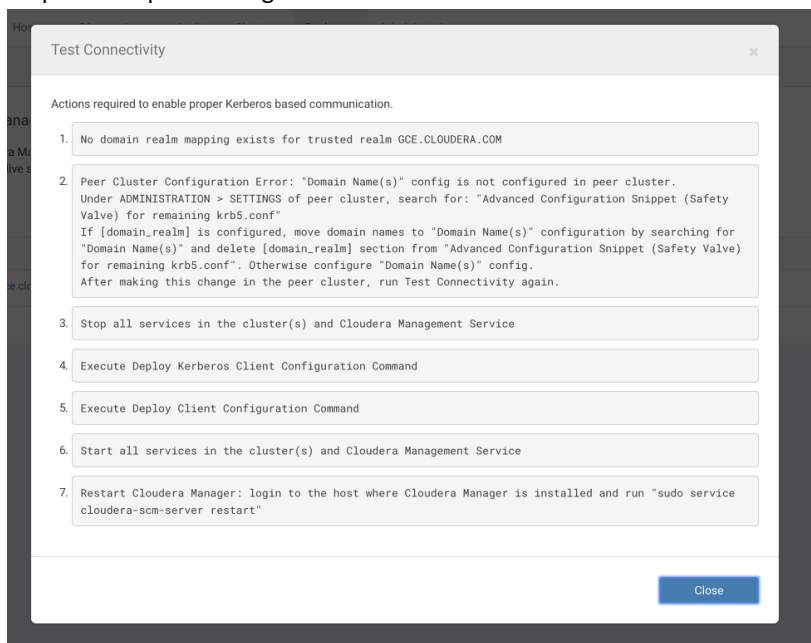 Test Connectivity
Actions required to enable proper Kerberos based communication.
1. No domain realm mapping exists for trusted realm GCE.CLOUDERA.COM
2. Peer Cluster Configuration Error: "Domain Name(s)" config is not configured in peer cluster.
Under ADMINISTRATION > SETTINGS of peer cluster, search for: "Advanced Configuration Snippet (Safety
Valve) for remaining krb5.conf"
If [domain_realm] is configured, move domain names to "Domain Name(s)" configuration by searching for
"Domain Name(s)" and delete [domain_realm] section from "Advanced Configuration Snippet (Safety Valve)
for remaining krb5.conf". Otherwise configure "Domain Name(s)" config.
After making this change in the peer cluster, run Test Connectivity again.
3. Stop all services in the cluster(s) and Cloudera Management Service
4. Execute Deploy Kerberos Client Configuration Command
5. Execute Deploy Client Configuration Command
6. Start all services in the cluster(s) and Cloudera Management Service
7. Restart Cloudera Manager: login to the host where Cloudera Manager is installed and run "sudo service
cloudera-scm-server restart"
Close